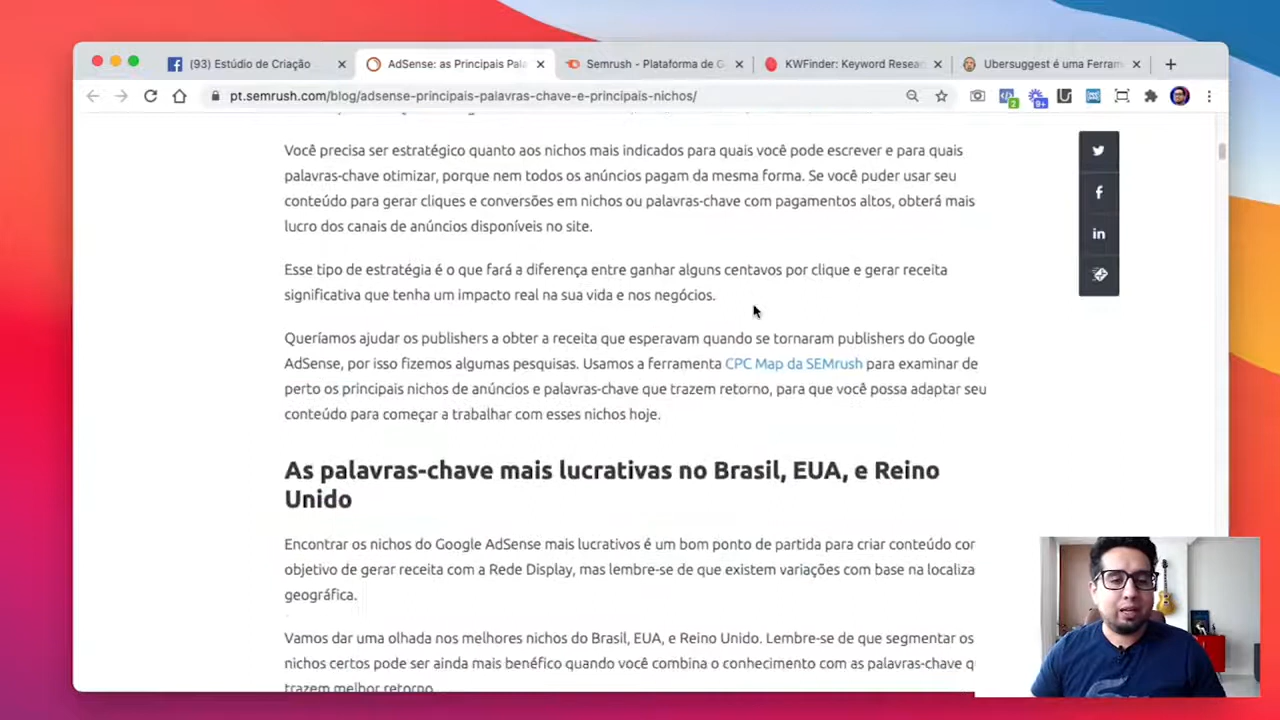 (93) Estúdio de Criação
AdSense: as Principais Pala
Semrush - Plataforma de G
KWFinder: Keyword Resear
Ubersuggest é uma Ferram
pt.semrush.com/blog/adsense-principais-palavras-chave-e-principais-nichos/
2
9+
Você precisa ser estratégico quanto aos nichos mais indicados para quais você pode escrever e para quais
palavras-chave otimizar, porque nem todos os anúncios pagam da mesma forma. Se você puder usar seu
conteúdo para gerar cliques e conversões em nichos ou palavras-chave com pagamentos altos, obterá mais
lucro dos canais de anúncios disponíveis no site.
Esse tipo de estratégia é o que fará a diferença entre ganhar alguns centavos por clique e gerar receita
significativa que tenha um impacto real na sua vida e nos negócios.
Queríamos ajudar os publishers a obter a receita que esperavam quando se tornaram publishers do Google
AdSense, por isso fizemos algumas pesquisas. Usamos a ferramenta CPC Map da SEMrush para examinar de
perto os principais nichos de anúncios e palavras-chave que trazem retorno, para que você possa adaptar seu
conteúdo para começar a trabalhar com esses nichos hoje.
As palavras-chave mais lucrativas no Brasil, EUA, e Reino
Unido
Encontrar os nichos do Google AdSense mais lucrativos é um bom ponto de partida para criar conteúdo cor
objetivo de gerar receita com a Rede Display, mas lembre-se de que existem variações com base na localiza
geográfica.
Vamos dar uma olhada nos melhores nichos do Brasil, EUA, e Reino Unido. Lembre-se de que segmentar os
nichos certos pode ser ainda mais benéfico quando você combina o conhecimento com as palavras-chave q
trazem melhor retorno.